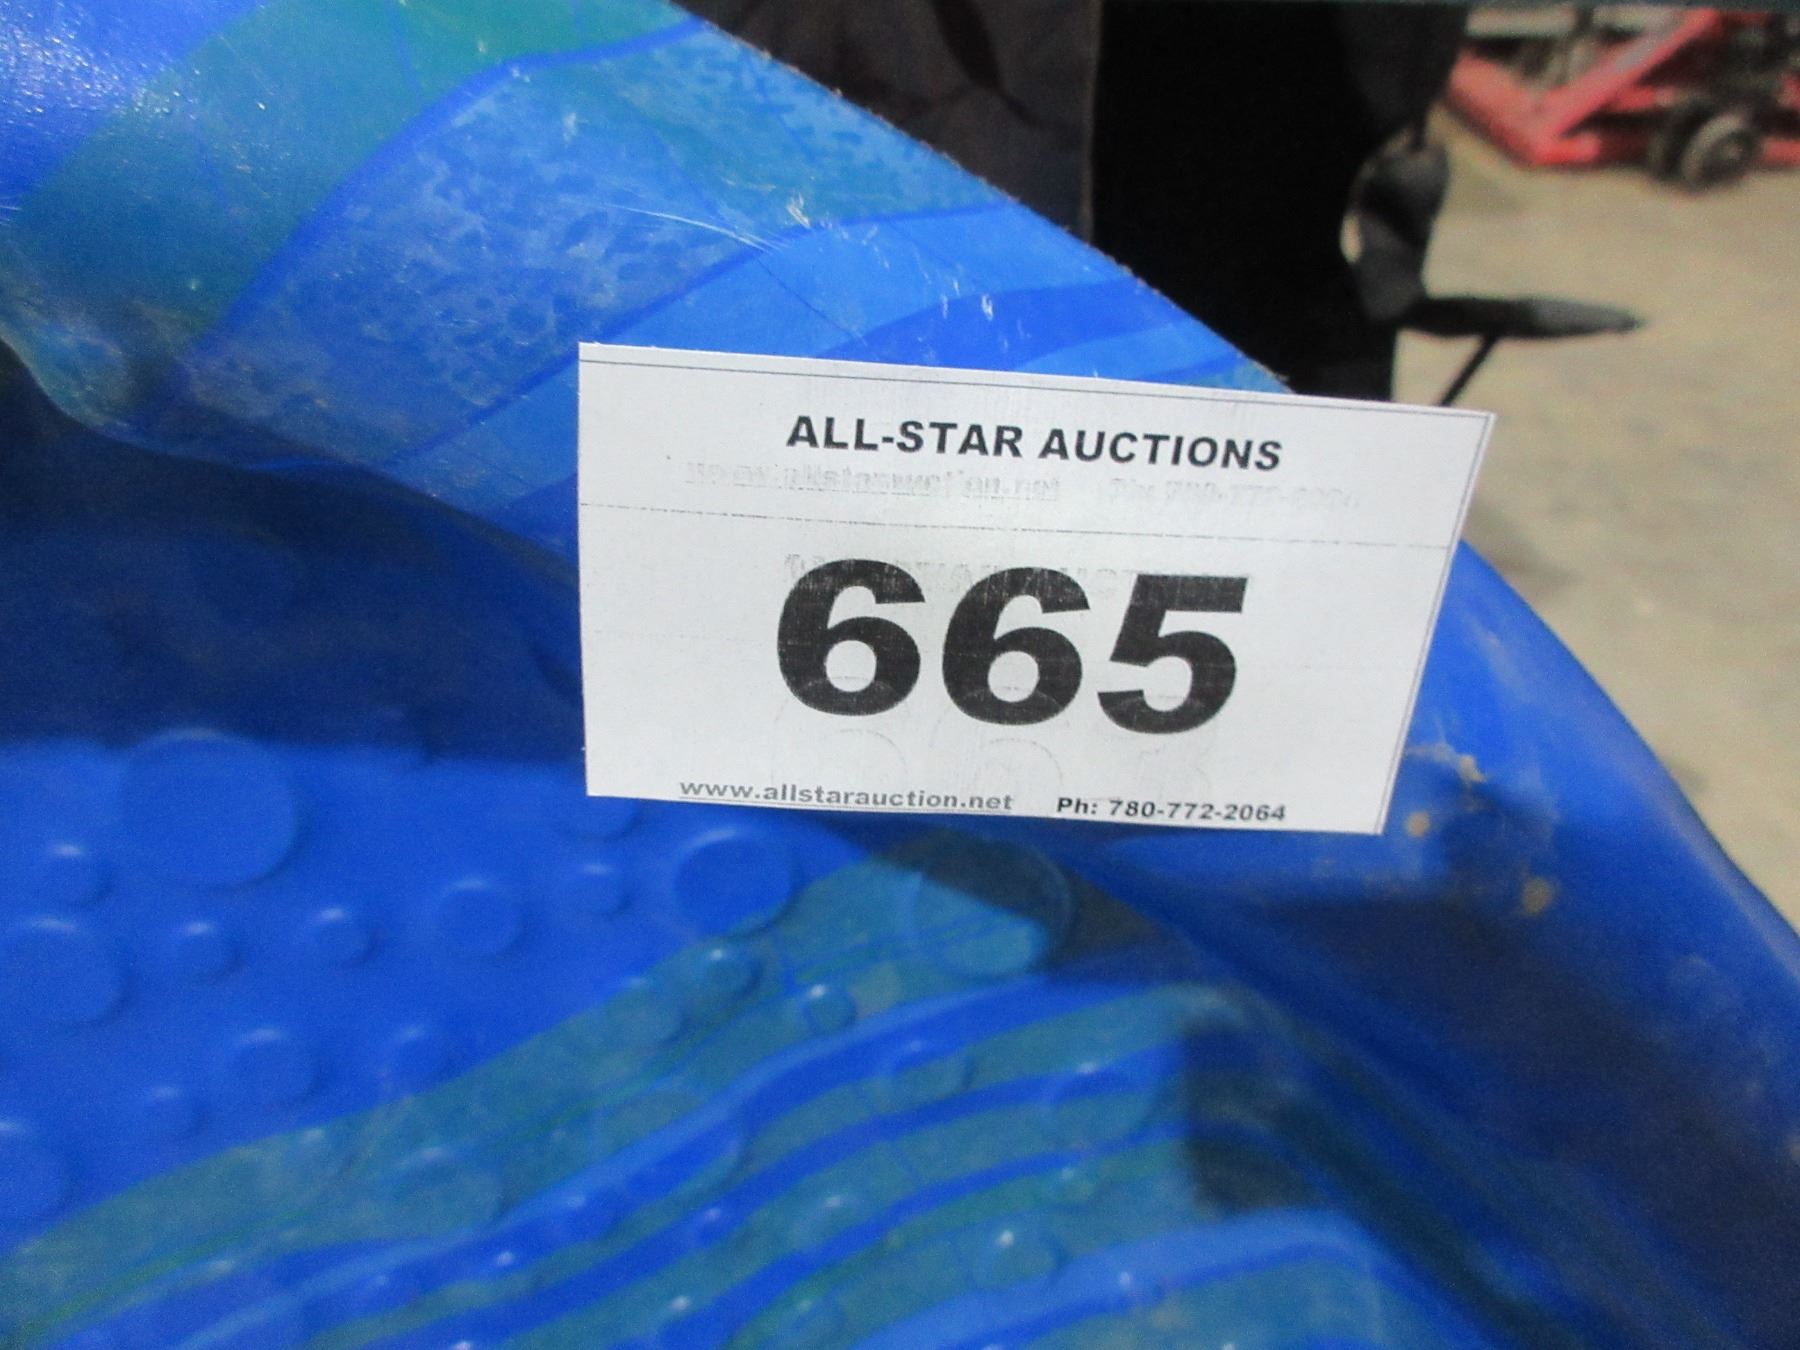 ALL-STAR AUCTIONS
665
www.allstarauction.net Ph: 780-772-2064